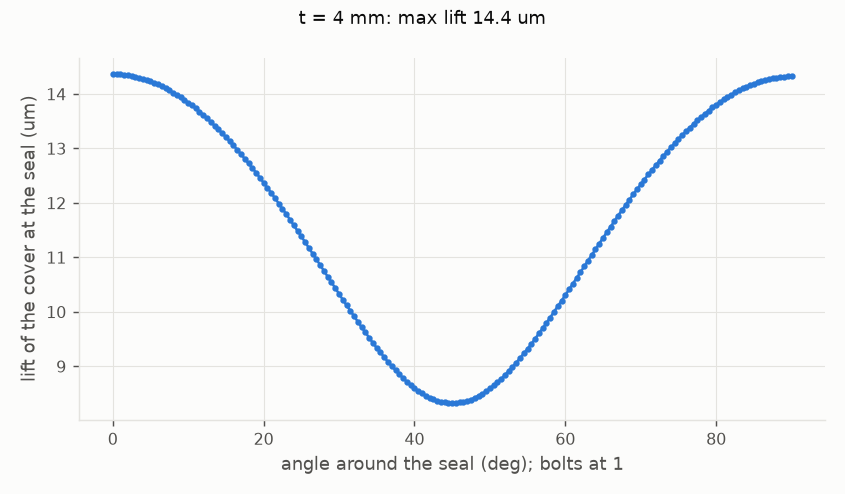 t = 4 mm: max lift 14.4 um
lift of the cover at the seal (um)
14
13
12
11
10
9
0 20 40 60 80
angle around the seal (deg); bolts at 1